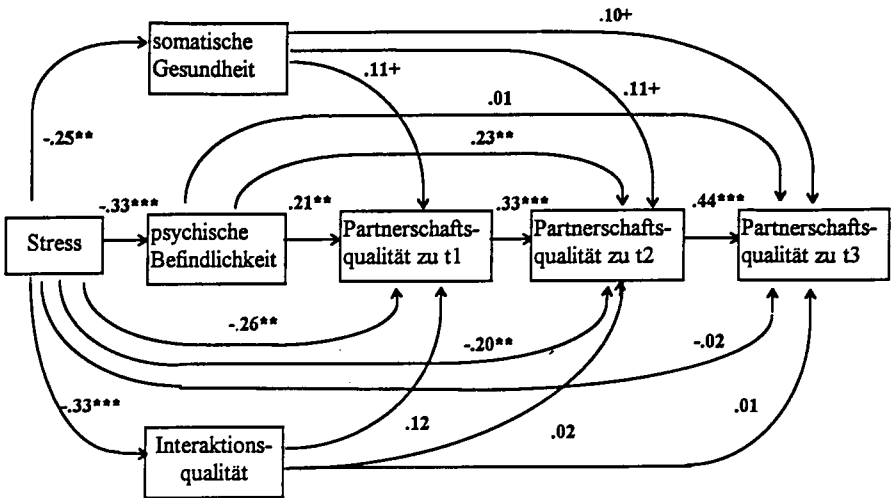 .10+
somatische
Gesundheit
.11+
.11+
.01
-.25**
.23**
-.33***
.21**
.33***
.44***
Stress
psychische
Befindlichkeit
Partnerschafts-
qualität zu t1
Partnerschafts-
qualität zu t2
Partnerschafts-
qualität zu t3
-.26**
-.20**
-.02
-.33***
.12
.02
.01
Interaktions-
qualität